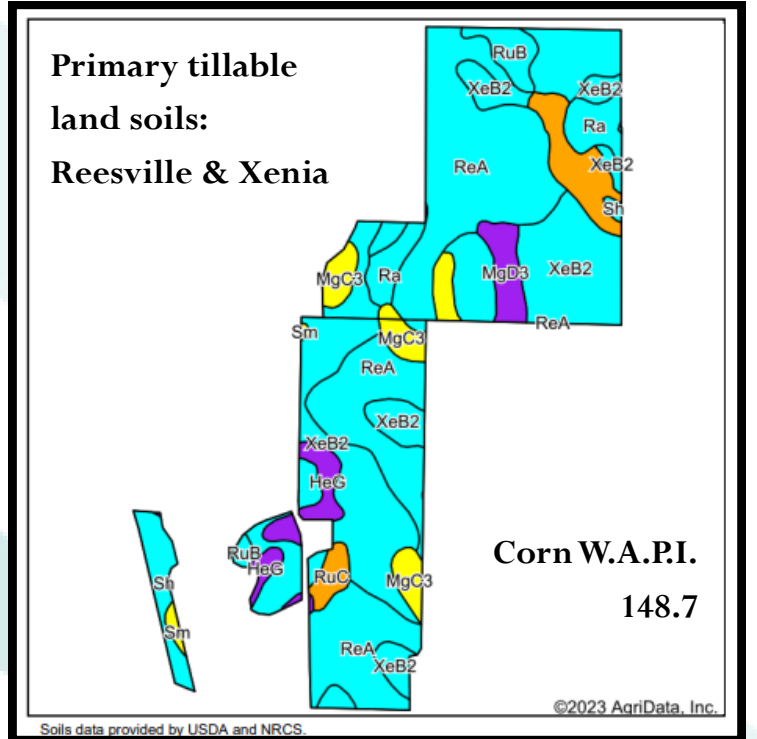 Primary tillable
land soils:
Reesville & Xenia
RuB
XeB2
XeB2
Ra
ReA
XeB2
Sh
MgC3
Ra
MgD3
XeB2
ReA
Sm
MgC3
ReA
XeB2
XeB2
HeG
RuB
HeG
Sh
RuC
MgC3
Sm
ReA
XeB2
Corn W.A.P.I.
148.7
©2023 AgriData, Inc.
Soils data provided by USDA and NRCS.